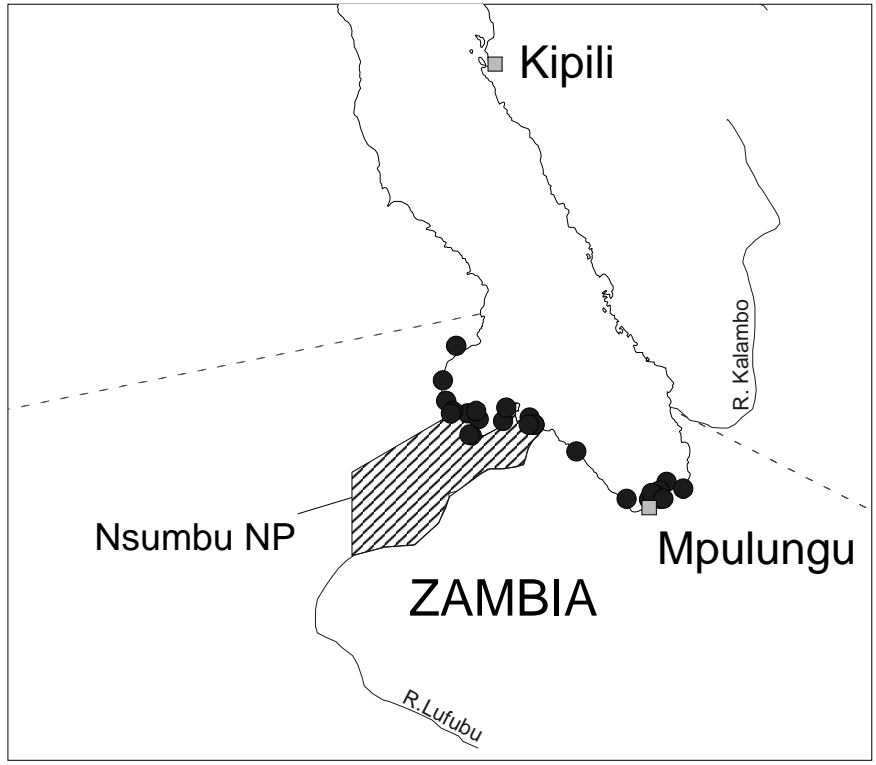 Kipili
R. Kalambo
Nsumbu NP
Mpulungu
ZAMBIA
R.Lufubu